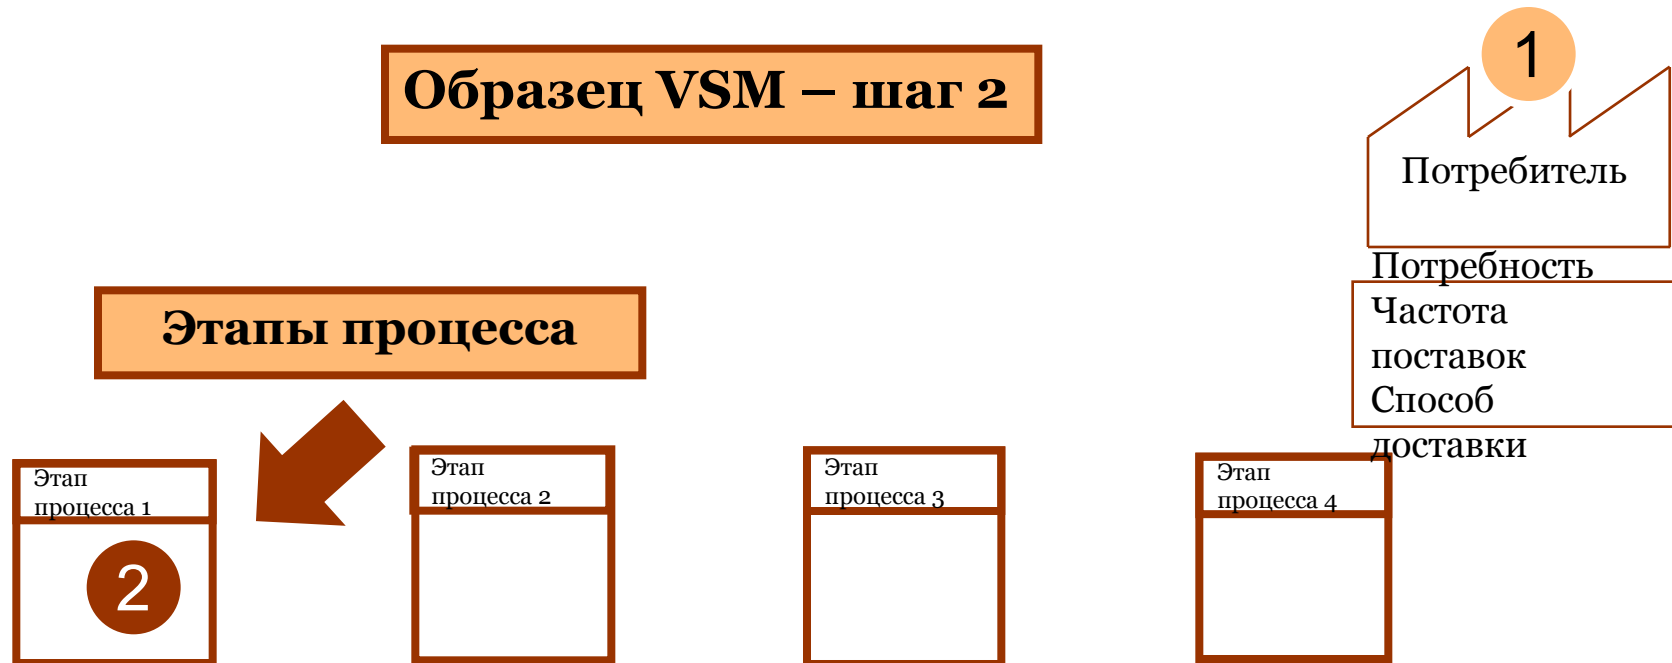 1
Образец VSM – шаг 2
Потребитель
Потребность
Частота
поставок
Способ
доставки
Этапы процесса
Этап
процесса 1
2
Этап
процесса 2
Этап
процесса 3
Этап
процесса 4